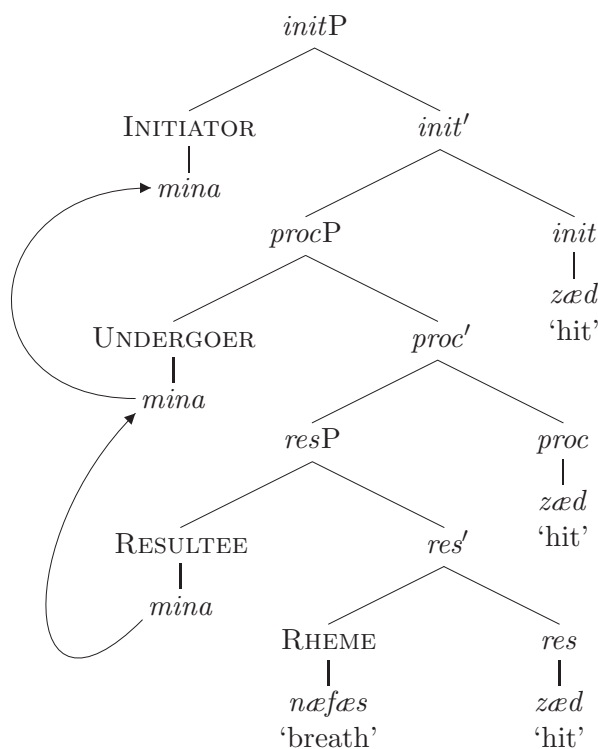 initP
INITIATOR init′
mina
procP init
zæd
‘hit’
UNDERGOER proc′
mina
resP proc
zæd
‘hit’
RESULTEE res′
mina
RHEME res
næfæs zæd
‘breath’ ‘hit’